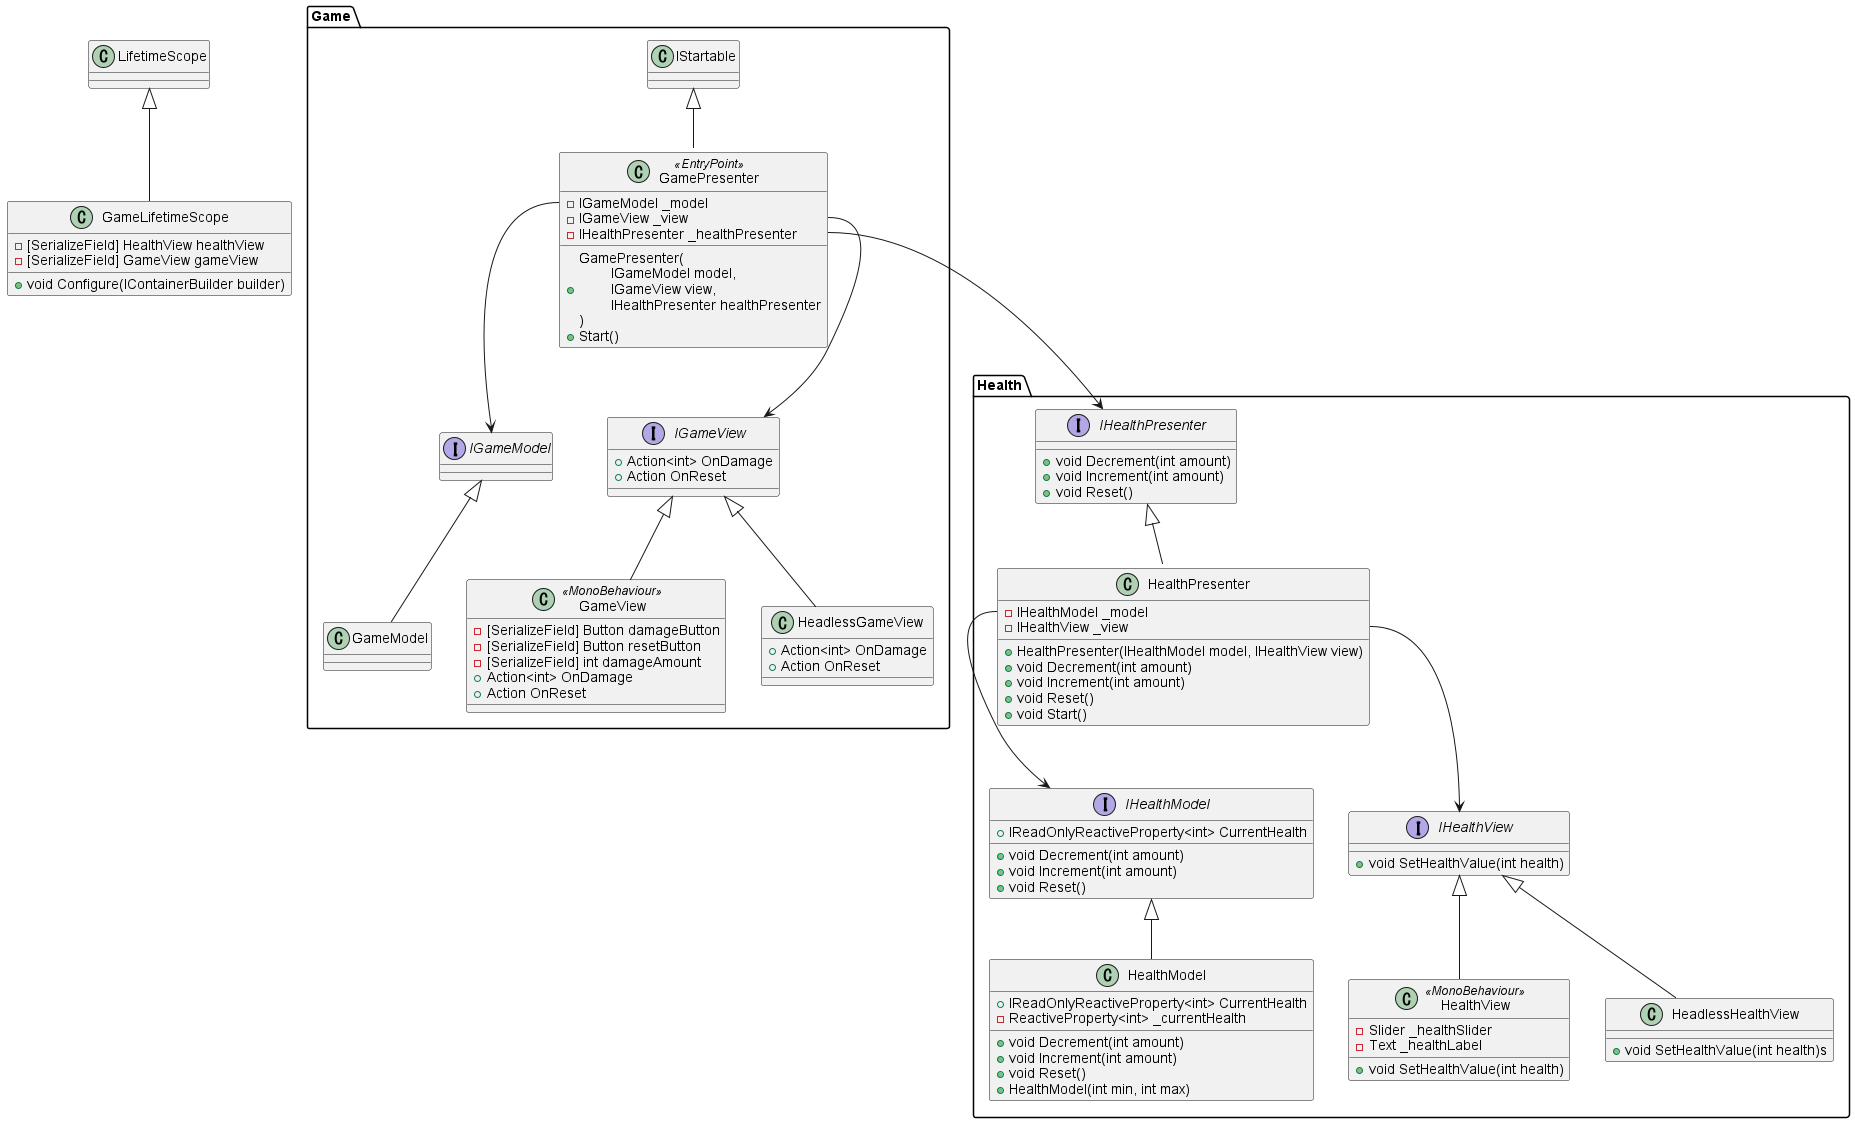 Game
C LifetimeScope
C IStartable
C «EntryPoint»
GamePresenter
IGameModel _model
IGameView _view
IHealthPresenter _healthPresenter
GamePresenter(
IGameModel model,
IGameView view,
IHealthPresenter healthPresenter
)
Start()
C GameLifetimeScope
[SerializeField] HealthView healthView
[SerializeField] GameView gameView
void Configure(IContainerBuilder builder)
I IGameModel
I IGameView
Action<int> OnDamage
Action OnReset
C GameModel
C «MonoBehaviour»
GameView
[SerializeField] Button damageButton
[SerializeField] Button resetButton
[SerializeField] int damageAmount
Action<int> OnDamage
Action OnReset
C HeadlessGameView
Action<int> OnDamage
Action OnReset
Health
I IHealthPresenter
void Decrement(int amount)
void Increment(int amount)
void Reset()
C HealthPresenter
IHealthModel _model
IHealthView _view
HealthPresenter(IHealthModel model, IHealthView view)
void Decrement(int amount)
void Increment(int amount)
void Reset()
void Start()
I IHealthModel
IReadOnlyReactiveProperty<int> CurrentHealth
void Decrement(int amount)
void Increment(int amount)
void Reset()
I IHealthView
void SetHealthValue(int health)
C HealthModel
IReadOnlyReactiveProperty<int> CurrentHealth
ReactiveProperty<int> _currentHealth
void Decrement(int amount)
void Increment(int amount)
void Reset()
HealthModel(int min, int max)
C «MonoBehaviour»
HealthView
Slider _healthSlider
Text _healthLabel
void SetHealthValue(int health)
C HeadlessHealthView
void SetHealthValue(int health)s